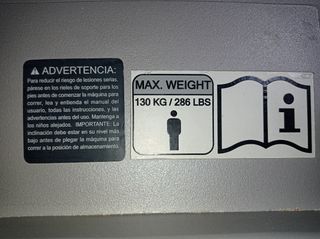 ⚠ ADVERTENCIA:
Para reducir el riesgo de lesiones serias,
párese en los rieles de soporte para los
pies antes de comenzar la máquina para
correr, lea y entienda el manual del
usuario, todas las instrucciones, y las
advertencias antes del uso. Mantenga a
los niños alejados. IMPORTANTE: La
inclinación debe estar en su nivel más
bajo antes de plegar la máquina para
correr a la posición de almacenamiento.
MAX. WEIGHT
130 KG / 286 LBS
i